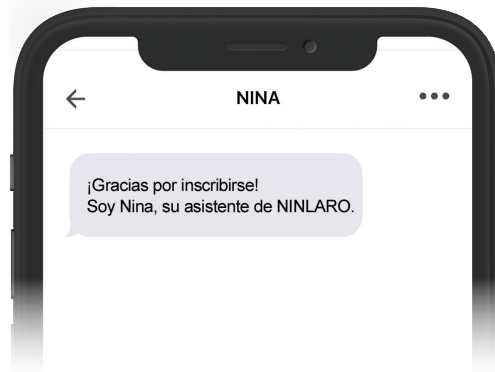 NINA
¡Gracias por inscribirse!
Soy Nina, su asistente de NINLARO.